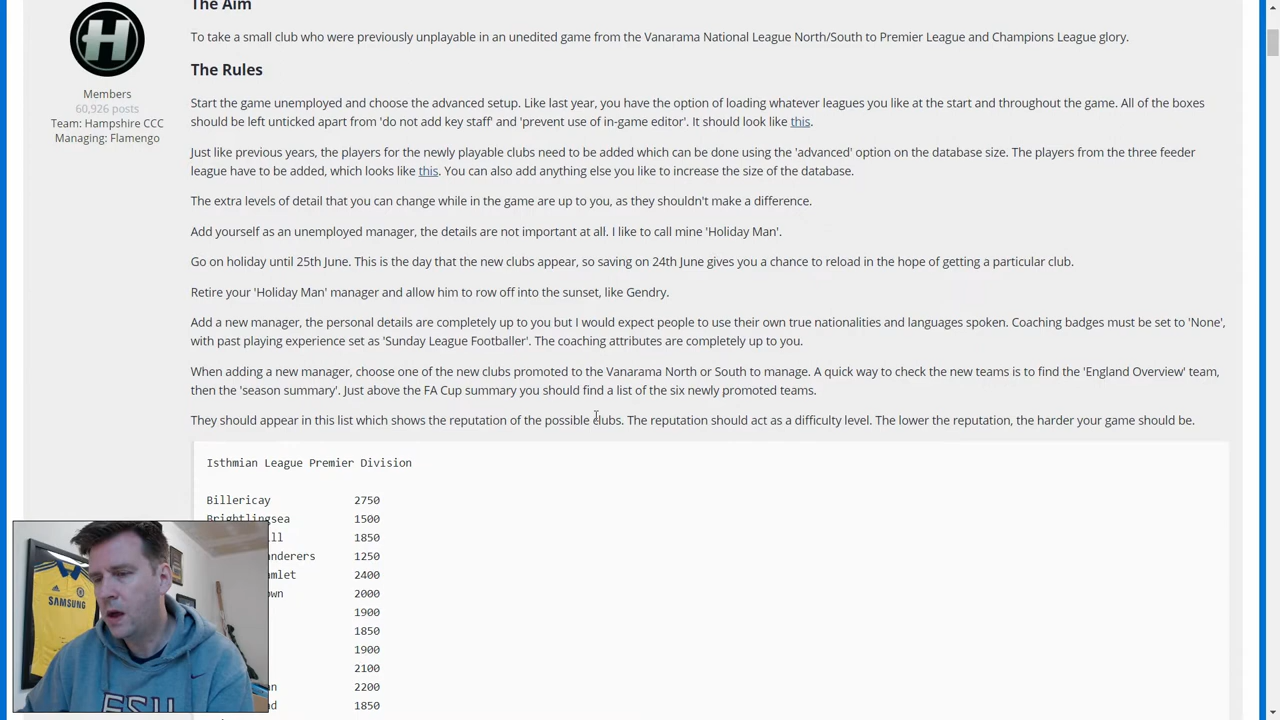 The Aim
To take a small club who were previously unplayable in an unedited game from the Vanarama National League North/South to Premier League and Champions League glory.
The Rules
Members
60,926 posts
Team: Hampshire CCC
Managing: Flamengo
Start the game unemployed and choose the advanced setup. Like last year, you have the option of loading whatever leagues you like at the start and throughout the game. All of the boxes
should be left unticked apart from 'do not add key staff' and 'prevent use of in-game editor'. It should look like this.
Just like previous years, the players for the newly playable clubs need to be added which can be done using the 'advanced' option on the database size. The players from the three feeder
league have to be added, which looks like this. You can also add anything else you like to increase the size of the database.
The extra levels of detail that you can change while in the game are up to you, as they shouldn't make a difference.
Add yourself as an unemployed manager, the details are not important at all. I like to call mine 'Holiday Man'.
Go on holiday until 25th June. This is the day that the new clubs appear, so saving on 24th June gives you a chance to reload in the hope of getting a particular club.
Retire your 'Holiday Man' manager and allow him to row off into the sunset, like Gendry.
Add a new manager, the personal details are completely up to you but I would expect people to use their own true nationalities and languages spoken. Coaching badges must be set to 'None',
with past playing experience set as 'Sunday League Footballer'. The coaching attributes are completely up to you.
When adding a new manager, choose one of the new clubs promoted to the Vanarama North or South to manage. A quick way to check the new teams is to find the 'England Overview' team,
then the 'season summary'. Just above the FA Cup summary you should find a list of the six newly promoted teams.
They should appear in this list which shows the reputation of the possible clubs. The reputation should act as a difficulty level. The lower the reputation, the harder your game should be.
Isthmian League Premier Division
Billericay 2750
Brightlingsea 1500
ll 1850
anderers 1250
amlet 2400
own 2000
1900
1850
1900
2100
an 2200
d 1850
SAMSUNG